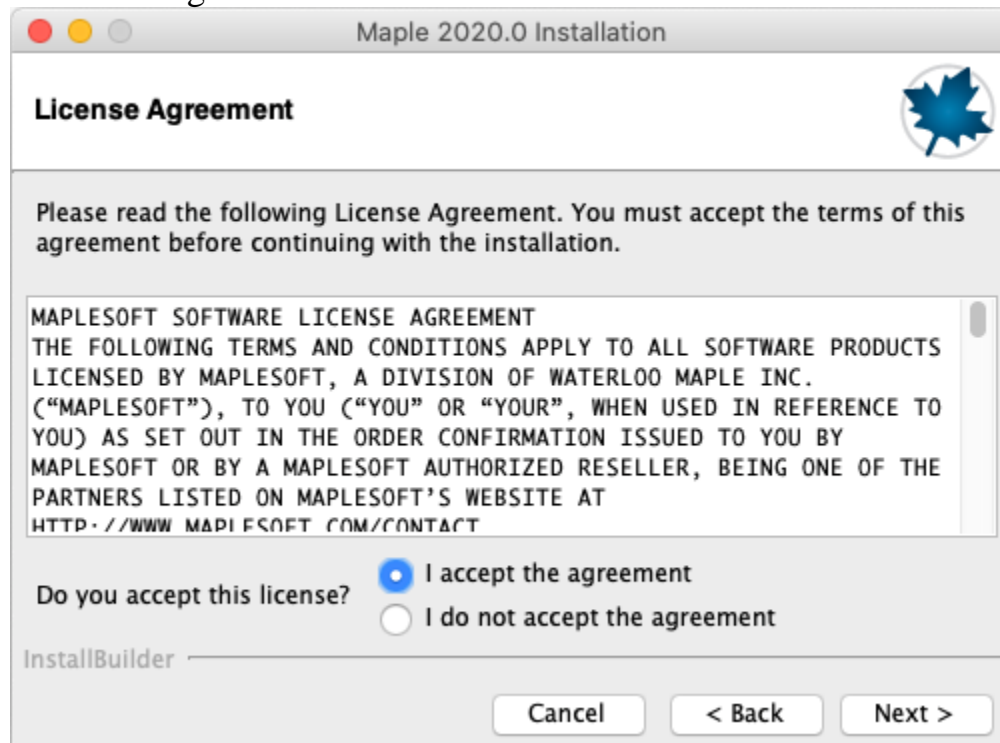 Maple 2020.0 Installation
License Agreement
Please read the following License Agreement. You must accept the terms of this
agreement before continuing with the installation.
MAPLESOFT SOFTWARE LICENSE AGREEMENT
THE FOLLOWING TERMS AND CONDITIONS APPLY TO ALL SOFTWARE PRODUCTS
LICENSED BY MAPLESOFT, A DIVISION OF WATERLOO MAPLE INC.
(“MAPLESOFT”), TO YOU (“YOU” OR “YOUR”, WHEN USED IN REFERENCE TO
YOU) AS SET OUT IN THE ORDER CONFIRMATION ISSUED TO YOU BY
MAPLESOFT OR BY A MAPLESOFT AUTHORIZED RESELLER, BEING ONE OF THE
PARTNERS LISTED ON MAPLESOFT’S WEBSITE AT
HTTP://WWW.MAPLESOFT.COM/CONTACT
Do you accept this license?
I accept the agreement
I do not accept the agreement
InstallBuilder
Cancel
< Back
Next >